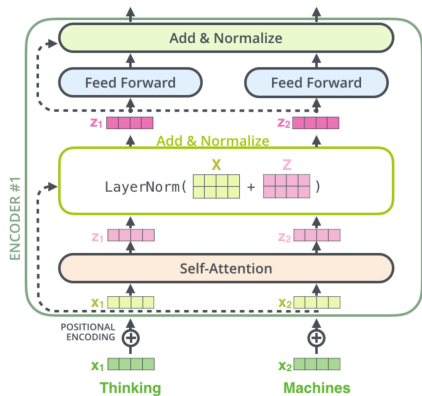 Add & Normalize
Feed Forward
Feed Forward
z₁
z₂
Add & Normalize
X
Z
LayerNorm( + )
z₁
z₂
Self-Attention
x₁
x₂
POSITIONAL
ENCODING
x₁
x₂
Thinking
Machines
ENCODER #1